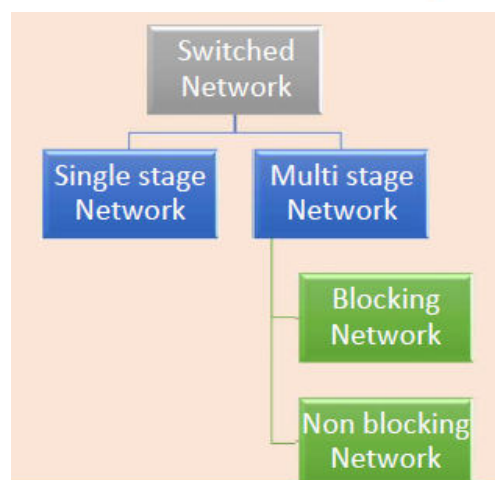 Switched
Network
Single stage
Network
Multi stage
Network
Blocking
Network
Non blocking
Network